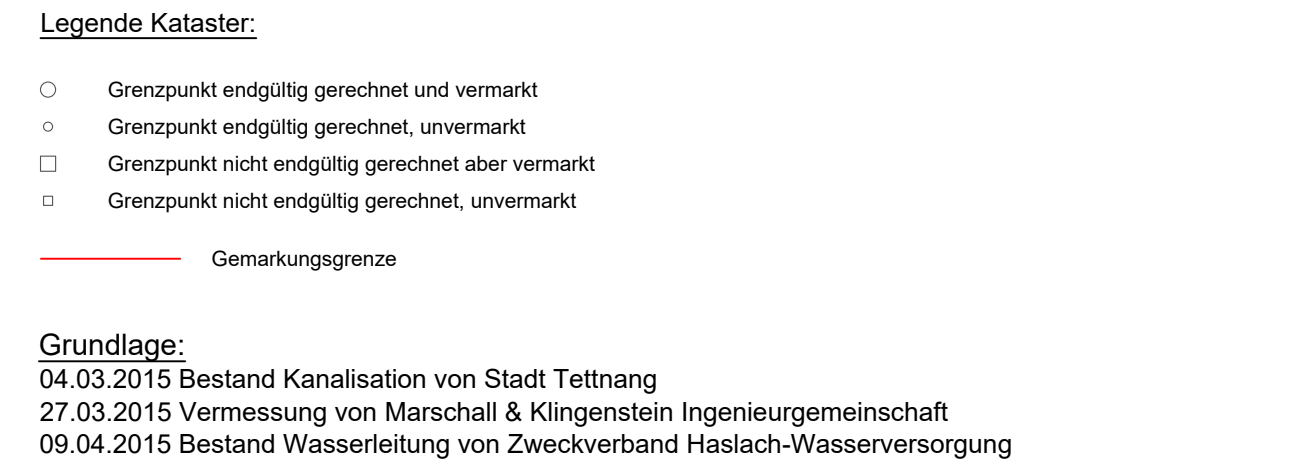 Legende Kataster:
Grenzpunkt endgültig gerechnet und vermarkt
Grenzpunkt endgültig gerechnet, unvermarkt
Grenzpunkt nicht endgültig gerechnet aber vermarkt
Grenzpunkt nicht endgültig gerechnet, unvermarkt
Gemarkungsgrenze
Grundlage:
04.03.2015 Bestand Kanalisation von Stadt Tettnang
27.03.2015 Vermessung von Marschall & Klingenstein Ingenieurgemeinschaft
09.04.2015 Bestand Wasserleitung von Zweckverband Haslach-Wasserversorgung